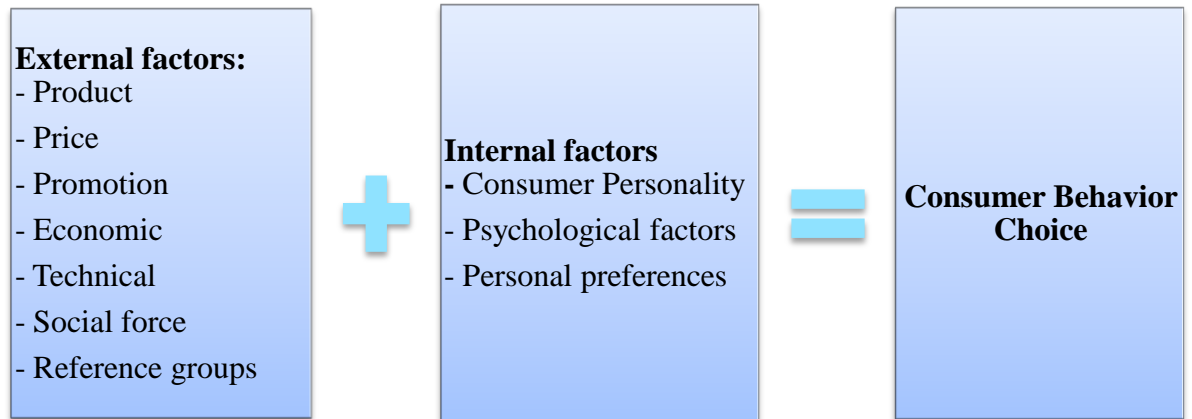 External factors:
- Product
- Price
- Promotion
- Economic
- Technical
- Social force
- Reference groups
Internal factors
- Consumer Personality
- Psychological factors
- Personal preferences
Consumer Behavior
Choice